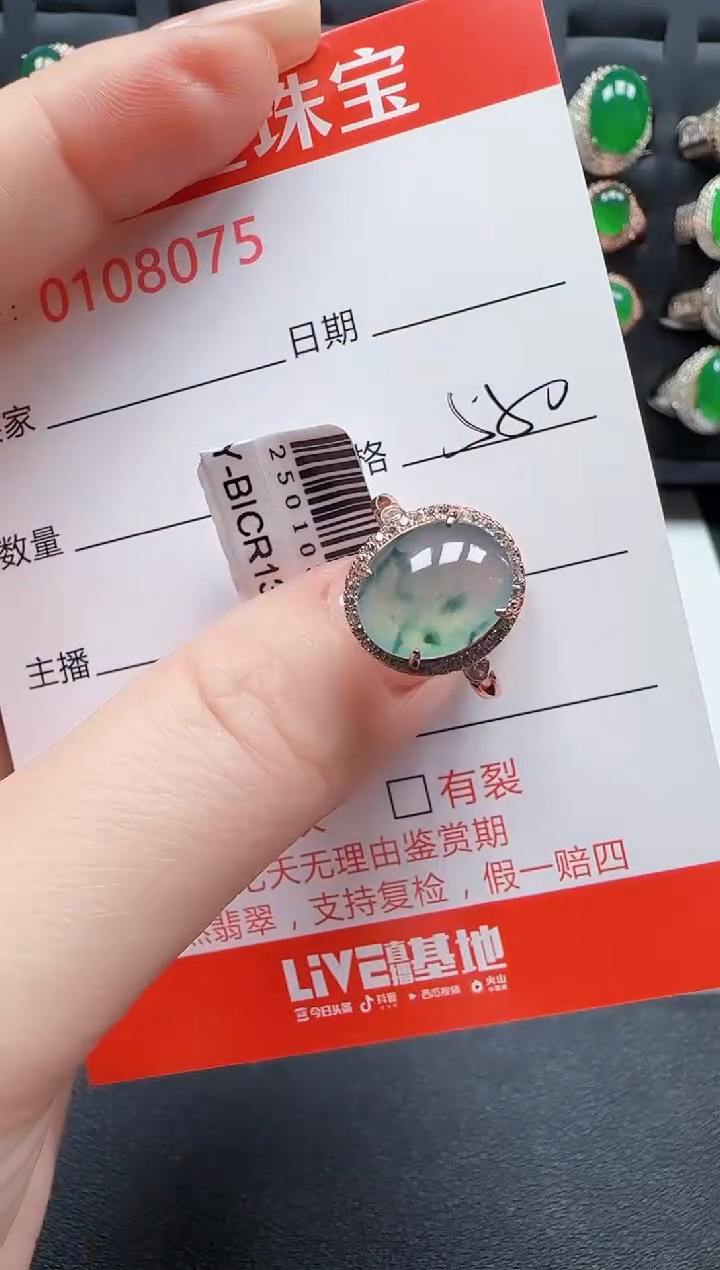 珠宝
0108075
日期
家
格
数量
Y-BICR13
25010
主播
有裂
天无理由鉴赏期
翡翠，支持复检，假一赔四
LiVE直播基地
今日头条 抖音 西瓜视频 火山